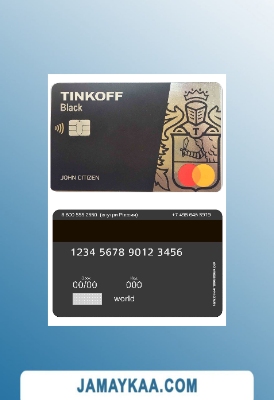 TINKOFF
Black
JOHN CITIZEN
1234 5678 9012 3456
00/00 000
world
JAMAYKAA.COM